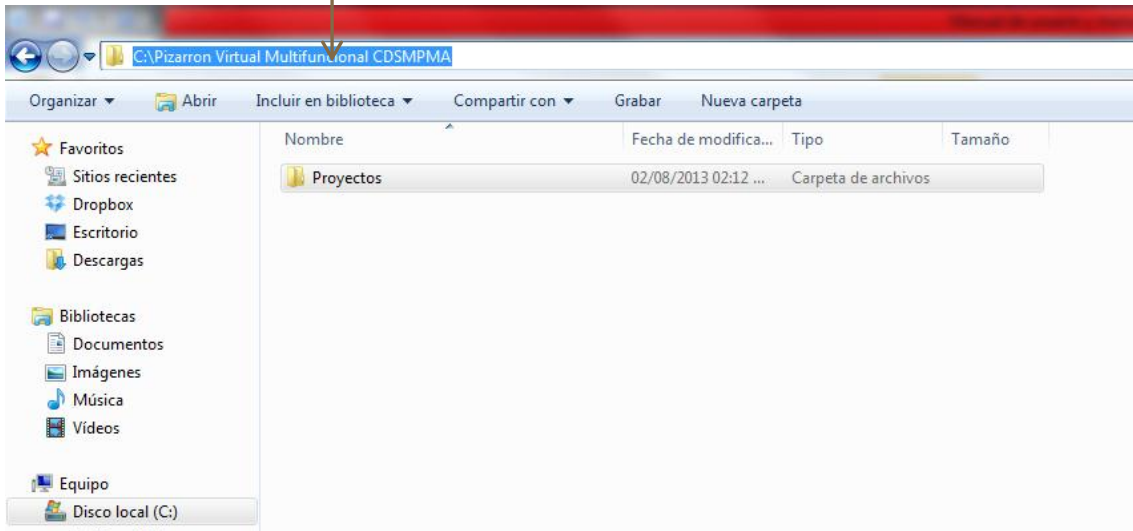 C:\Pizarron Virtual Multifuncional CDSMPMA
Organizar Abrir Incluir en biblioteca Compartir con Grabar Nueva carpeta
Nombre Fecha de modifica... Tipo Tamaño
Favoritos
Proyectos 02/08/2013 02:12 ... Carpeta de archivos
Sitios recientes
Dropbox
Escritorio
Descargas
Bibliotecas
Documentos
Imágenes
Música
Vídeos
Equipo
Disco local (C:)